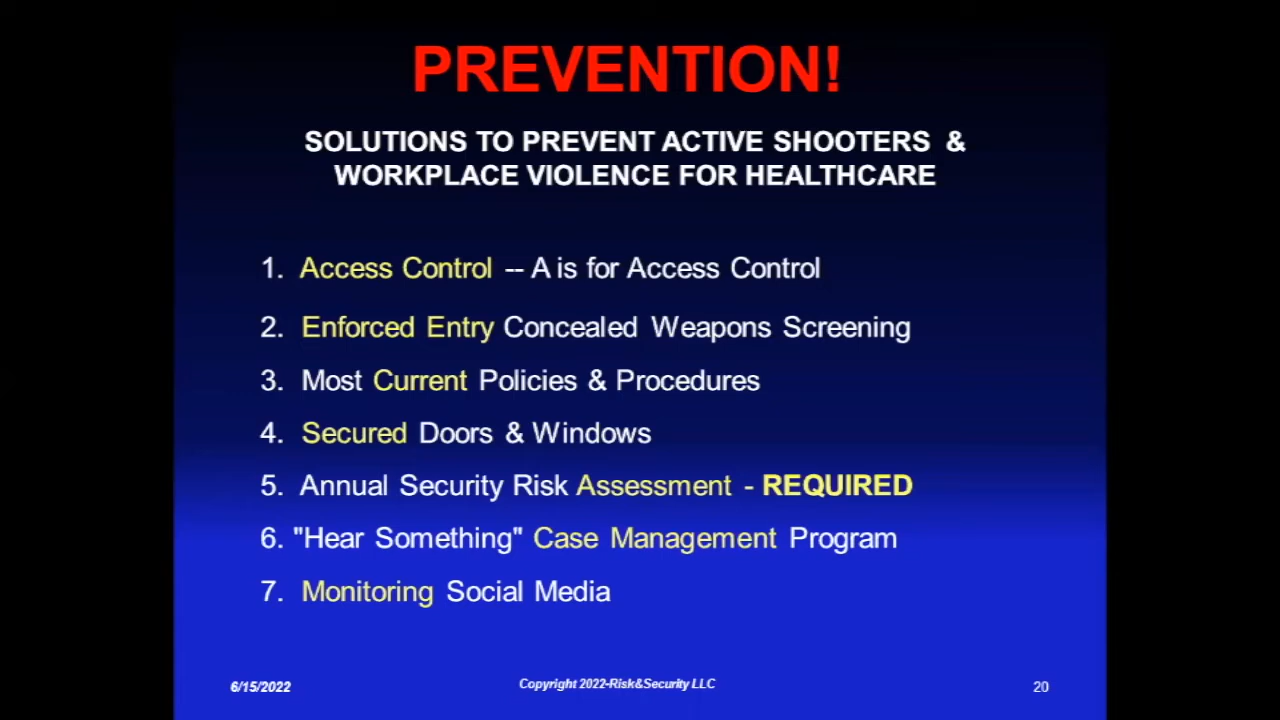 PREVENTION!
SOLUTIONS TO PREVENT ACTIVE SHOOTERS &
WORKPLACE VIOLENCE FOR HEALTHCARE
1. Access Control -- A is for Access Control
2. Enforced Entry Concealed Weapons Screening
3. Most Current Policies & Procedures
4. Secured Doors & Windows
5. Annual Security Risk Assessment - REQUIRED
6. "Hear Something" Case Management Program
7. Monitoring Social Media
6/15/2022
Copyright 2022-Risk&Security LLC
20